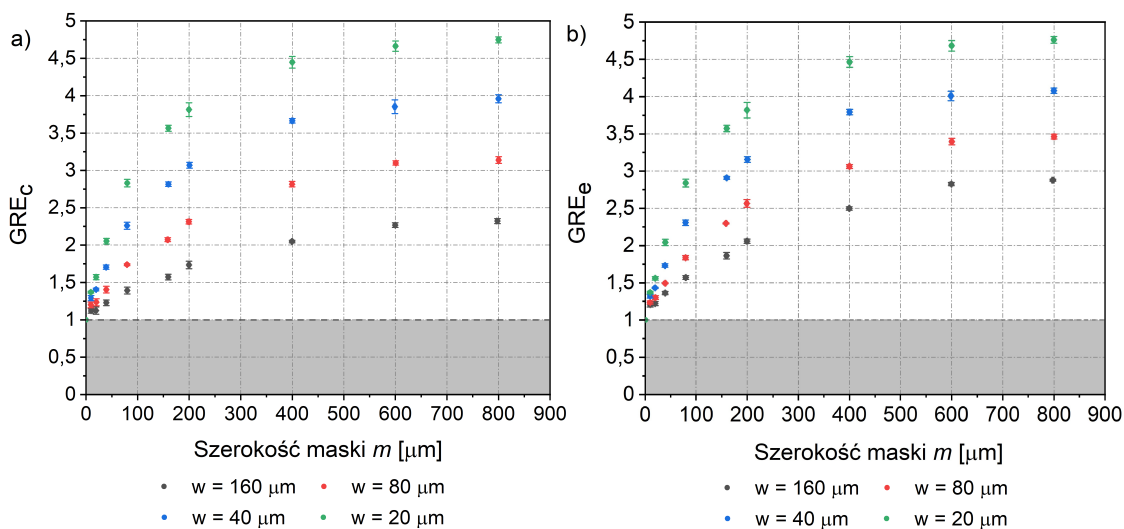 a)
5
4,5
4
3,5
3
2,5
2
1,5
1
0,5
0
GREc
0 100 200 300 400 500 600 700 800 900
Szerokość maski m [μm]
w = 160 μm w = 80 μm
w = 40 μm w = 20 μm
b)
5
4,5
4
3,5
3
2,5
2
1,5
1
0,5
0
GREe
0 100 200 300 400 500 600 700 800 900
Szerokość maski m [μm]
w = 160 μm w = 80 μm
w = 40 μm w = 20 μm